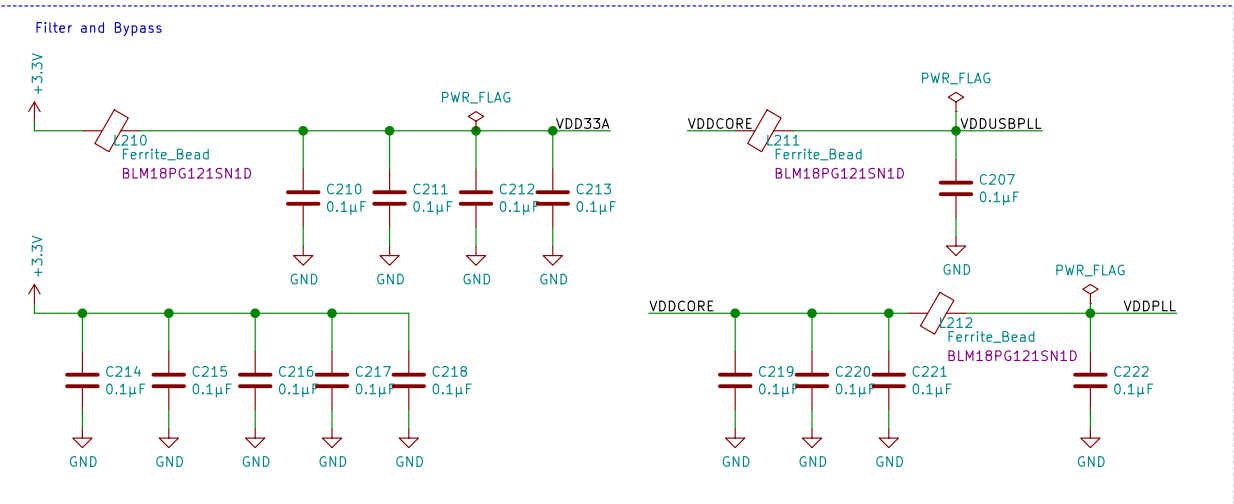 Filter and Bypass
+3.3V
PWR_FLAG
VDD33A
L210
Ferrite_Bead
BLM18PG121SN1D
C210
0.1µF
C211
0.1µF
C212
0.1µF
C213
0.1µF
GND
GND
GND
GND
PWR_FLAG
VDDCORE
VDDUSBPLL
L211
Ferrite_Bead
BLM18PG121SN1D
C207
0.1µF
GND
+3.3V
C214
0.1µF
C215
0.1µF
C216
0.1µF
C217
0.1µF
C218
0.1µF
GND
GND
GND
GND
GND
PWR_FLAG
VDDCORE
VDDPLL
L212
Ferrite_Bead
BLM18PG121SN1D
C219
0.1µF
C220
0.1µF
C221
0.1µF
C222
0.1µF
GND
GND
GND
GND